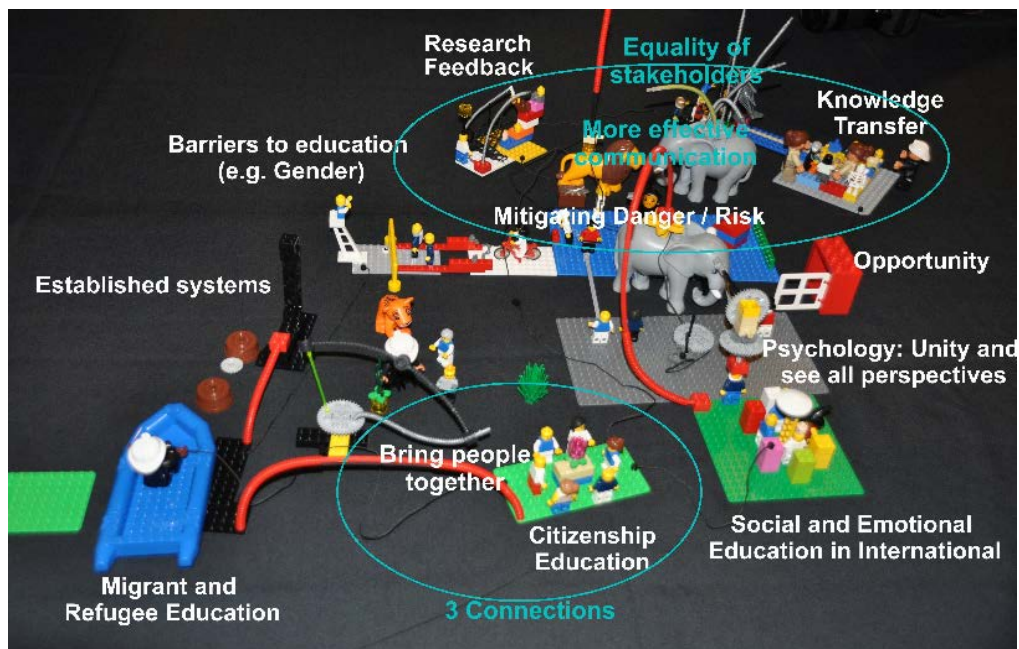 Research
Feedback
Equality of
stakeholders
Knowledge
Transfer
More effective
communication
Barriers to education
(e.g. Gender)
Mitigating Danger / Risk
Opportunity
Established systems
Psychology: Unity and
see all perspectives
Bring people
together
Citizenship
Education
Social and Emotional
Education in International
Migrant and
Refugee Education
3 Connections